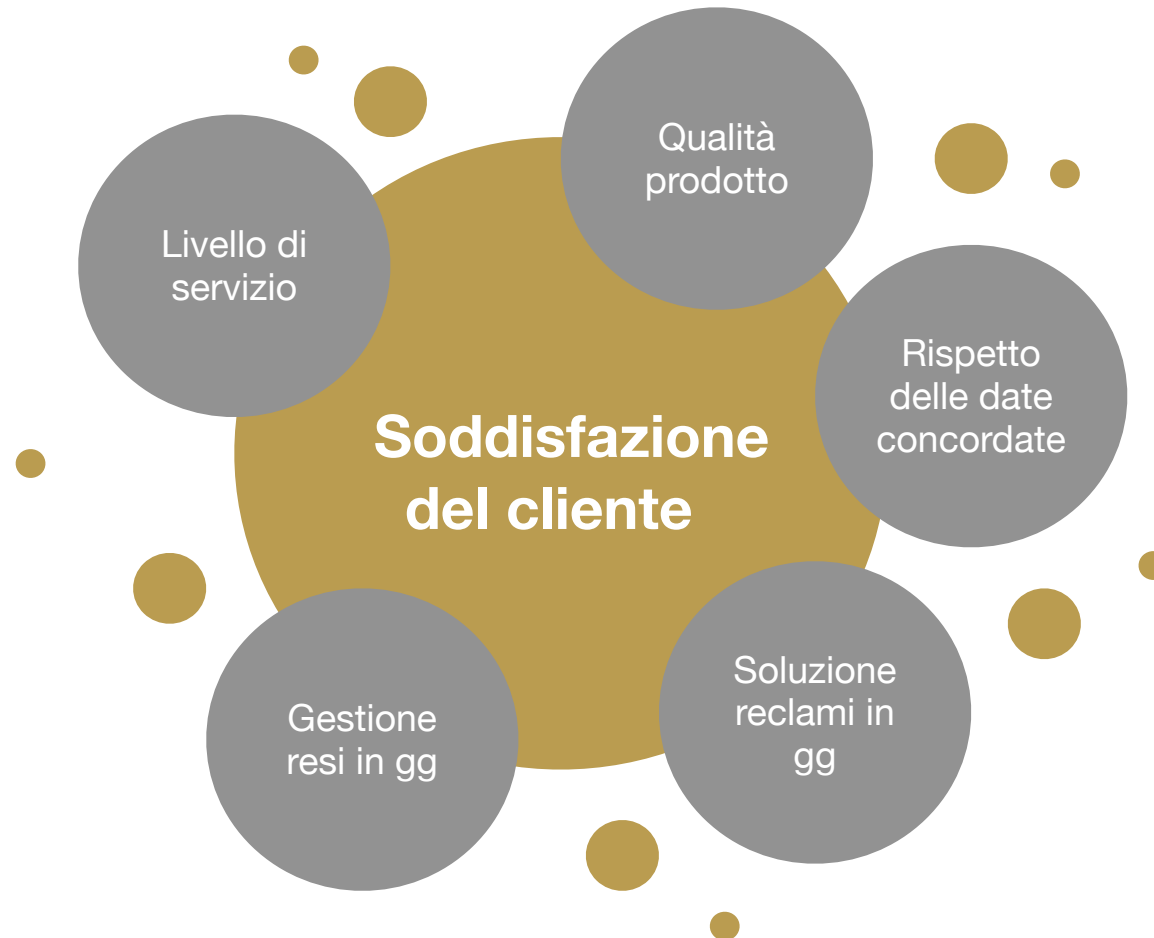 Qualità
prodotto
Livello di
servizio
Rispetto
delle date
concordate
Soddisfazione
del cliente
Soluzione
reclami in
gg
Gestione
resi in gg